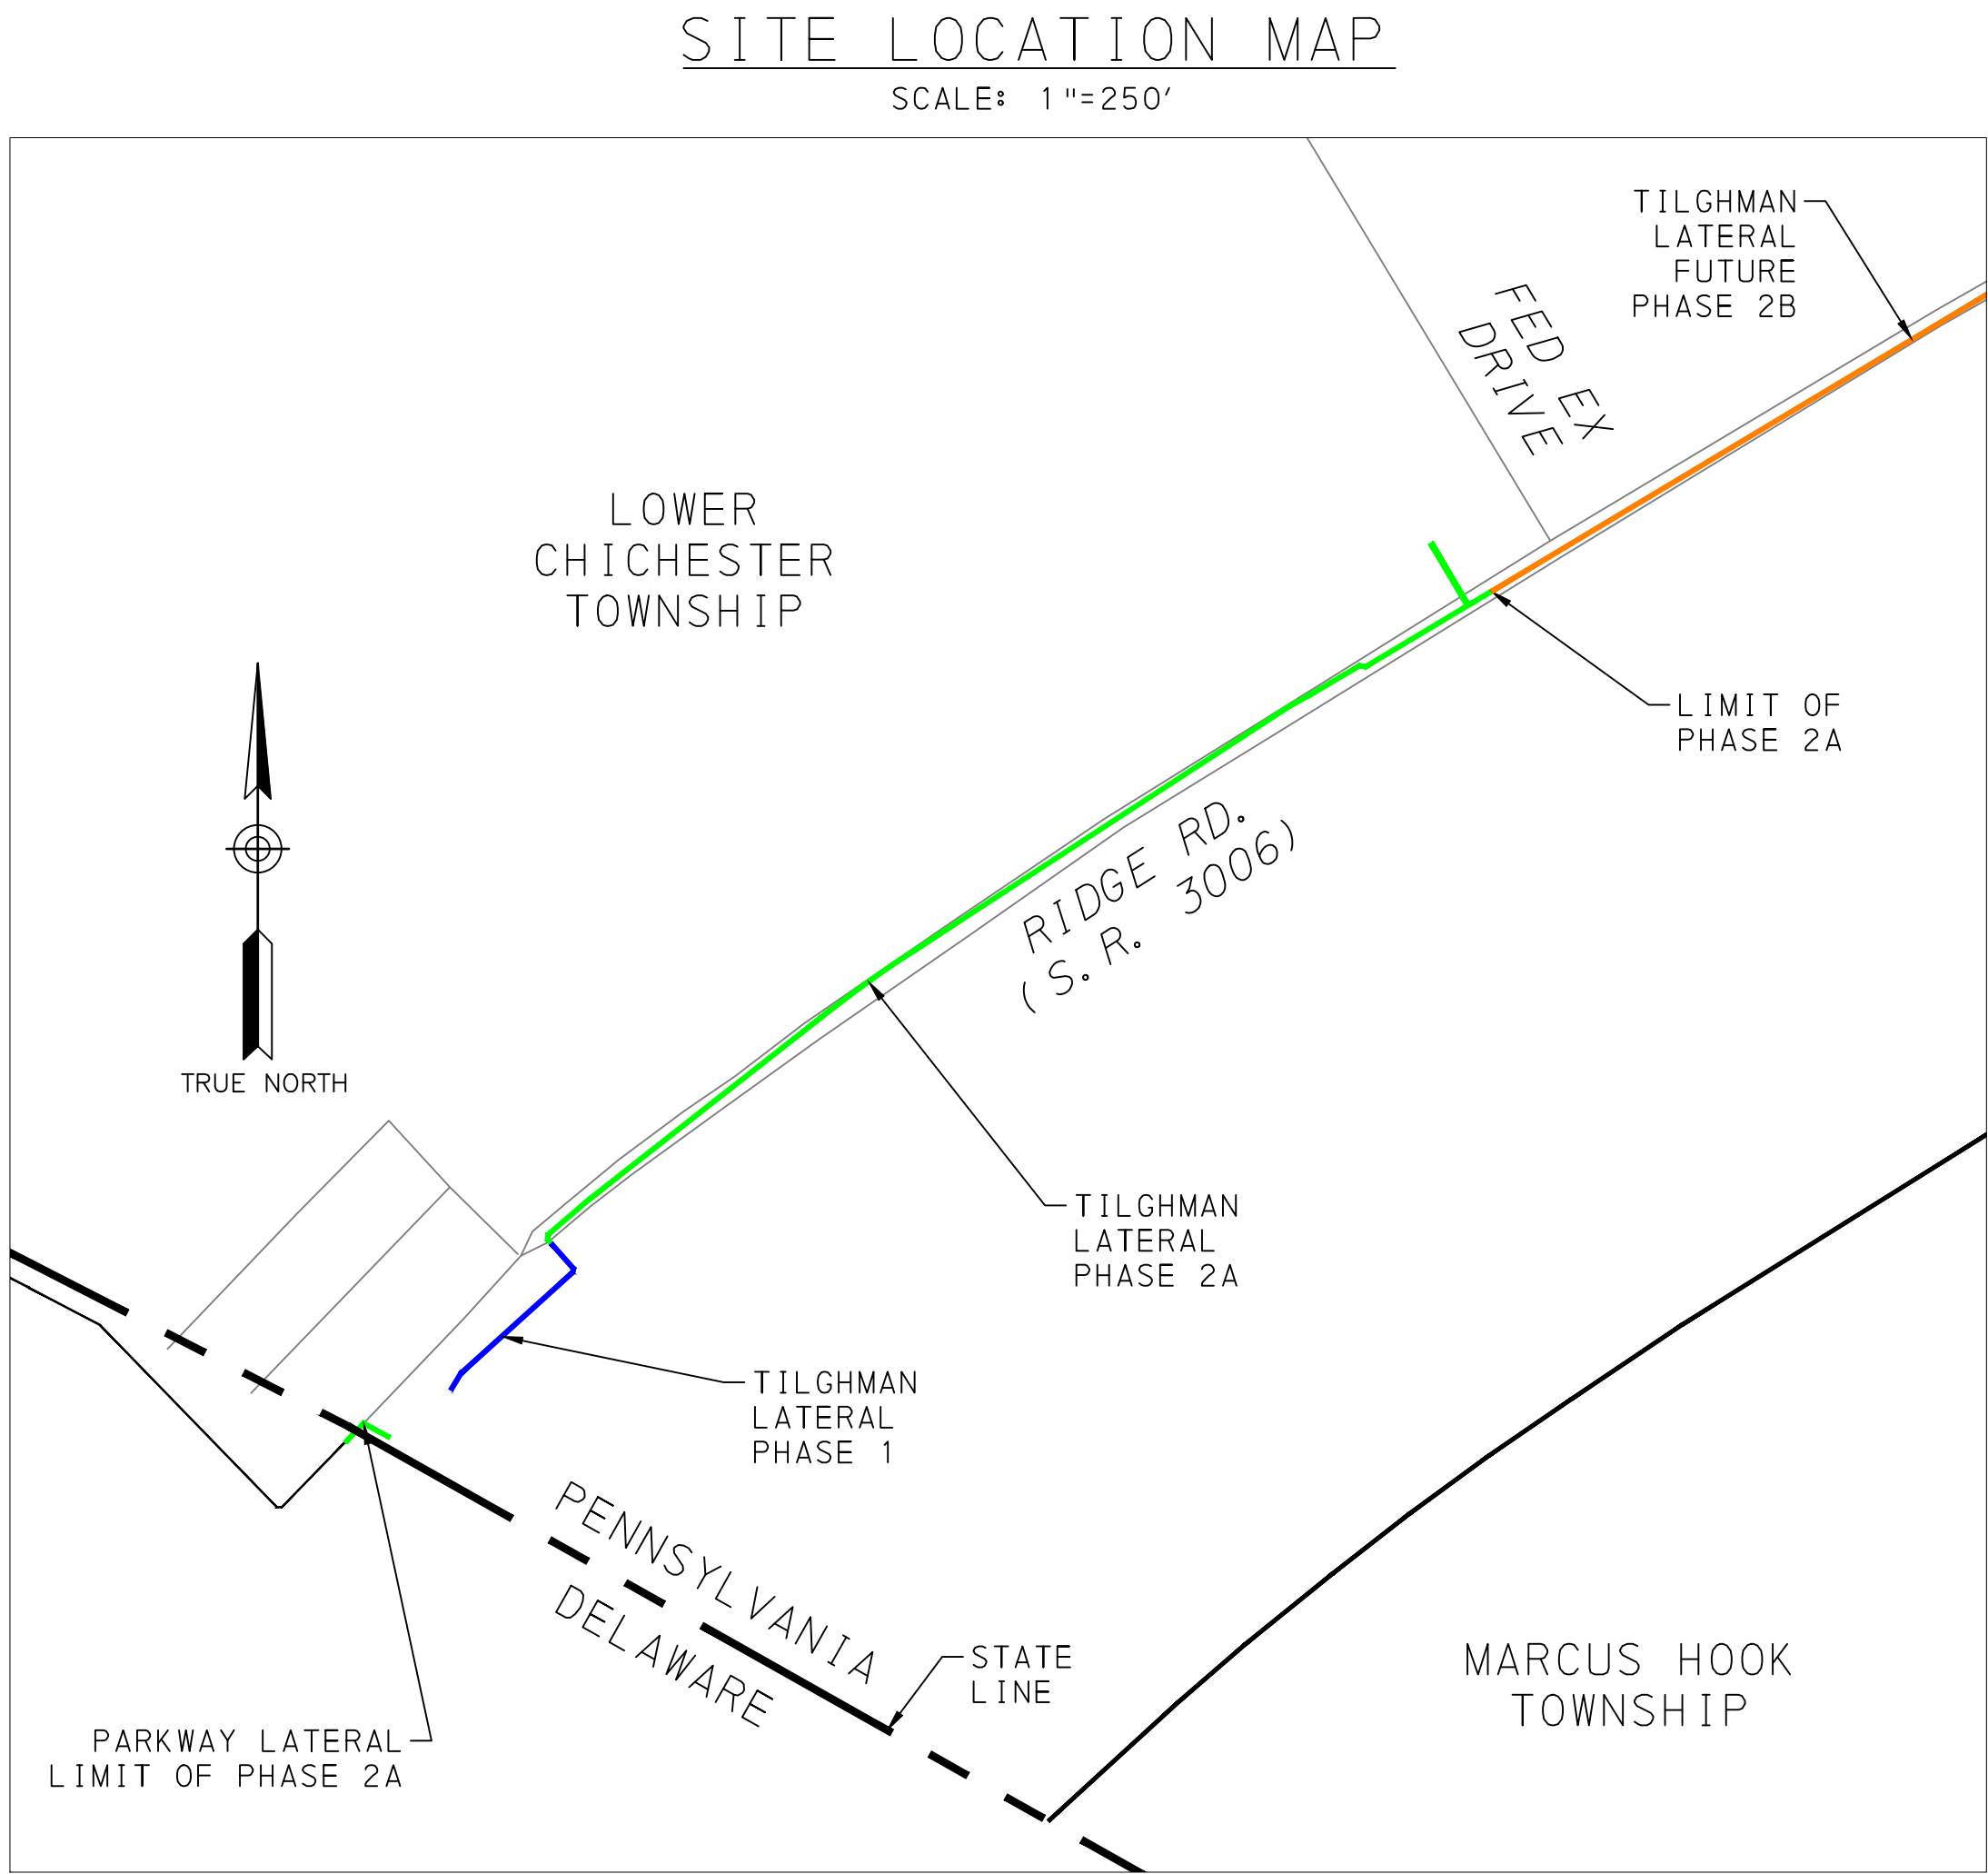 SITE LOCATION MAP
SCALE: 1"=250'
TILGHMAN
LATERAL
FUTURE
PHASE 2B
FED EX
DRIVE
LOWER
CHICHESTER
TOWNSHIP
LIMIT OF
PHASE 2A
RIDGE RD.
(S.R. 3006)
TRUE NORTH
TILGHMAN
LATERAL
PHASE 2A
TILGHMAN
LATERAL
PHASE 1
PENNSYLVANIA
DELAWARE
STATE
LINE
MARCUS HOOK
TOWNSHIP
PARKWAY LATERAL
LIMIT OF PHASE 2A